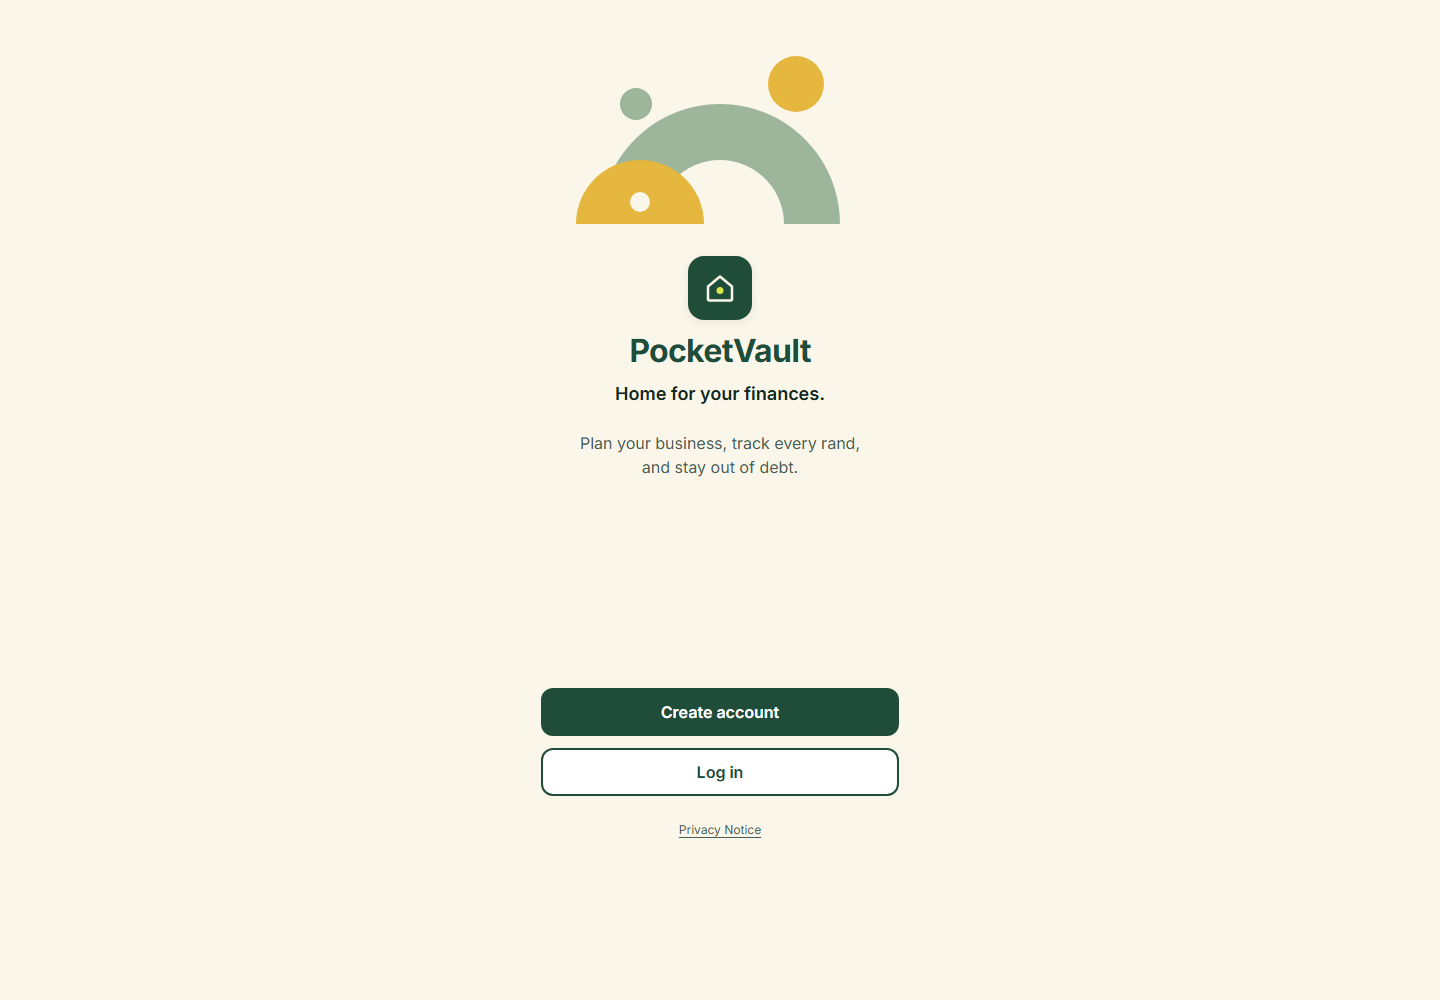 PocketVault
Home for your finances.
Plan your business, track every rand,
and stay out of debt.
Create account
Log in
Privacy Notice